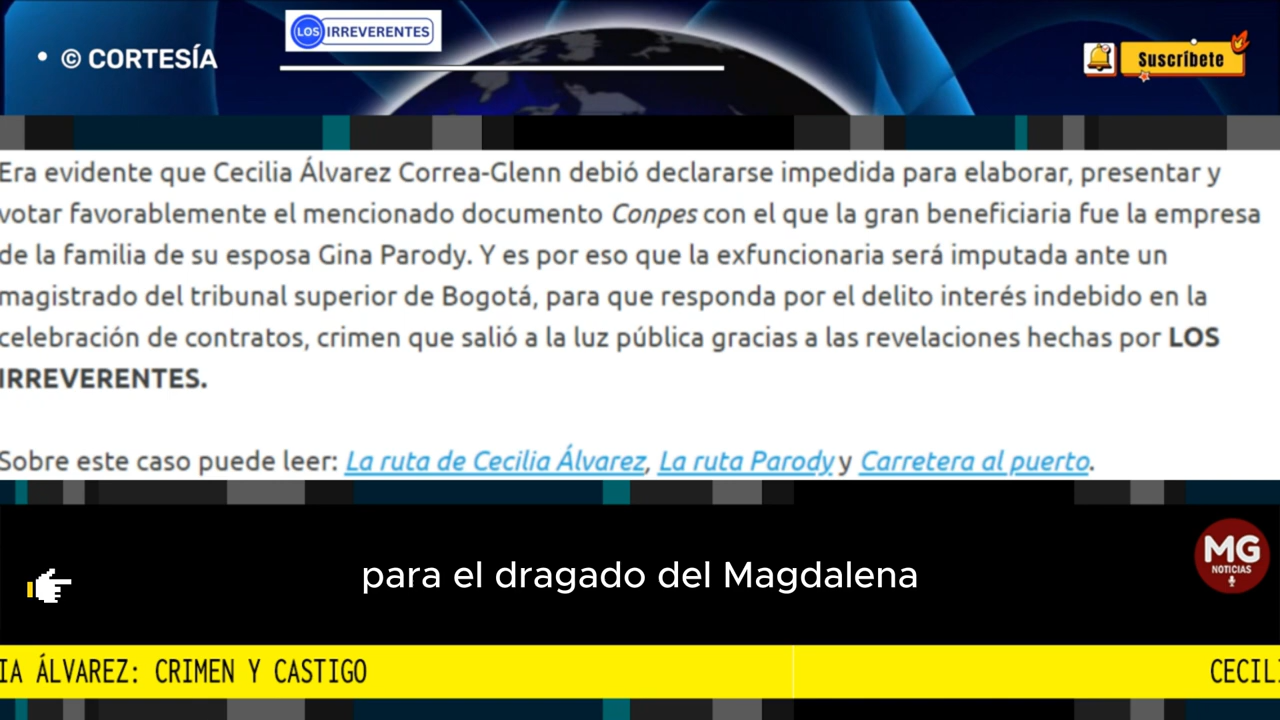 • © CORTESÍA
LOS IRREVERENTES
Suscríbete
Era evidente que Cecilia Álvarez Correa-Glenn debió declararse impedida para elaborar, presentar y
votar favorablemente el mencionado documento Conpes con el que la gran beneficiaria fue la empresa
de la familia de su esposa Gina Parody. Y es por eso que la exfuncionaria será imputada ante un
magistrado del tribunal superior de Bogotá, para que responda por el delito interés indebido en la
celebración de contratos, crimen que salió a la luz pública gracias a las revelaciones hechas por LOS
IRREVERENTES.
Sobre este caso puede leer: La ruta de Cecilia Álvarez, La ruta Parody y Carretera al puerto.
para el dragado del Magdalena
MG
NOTICIAS
IA ÁLVAREZ: CRIMEN Y CASTIGO
CECIL